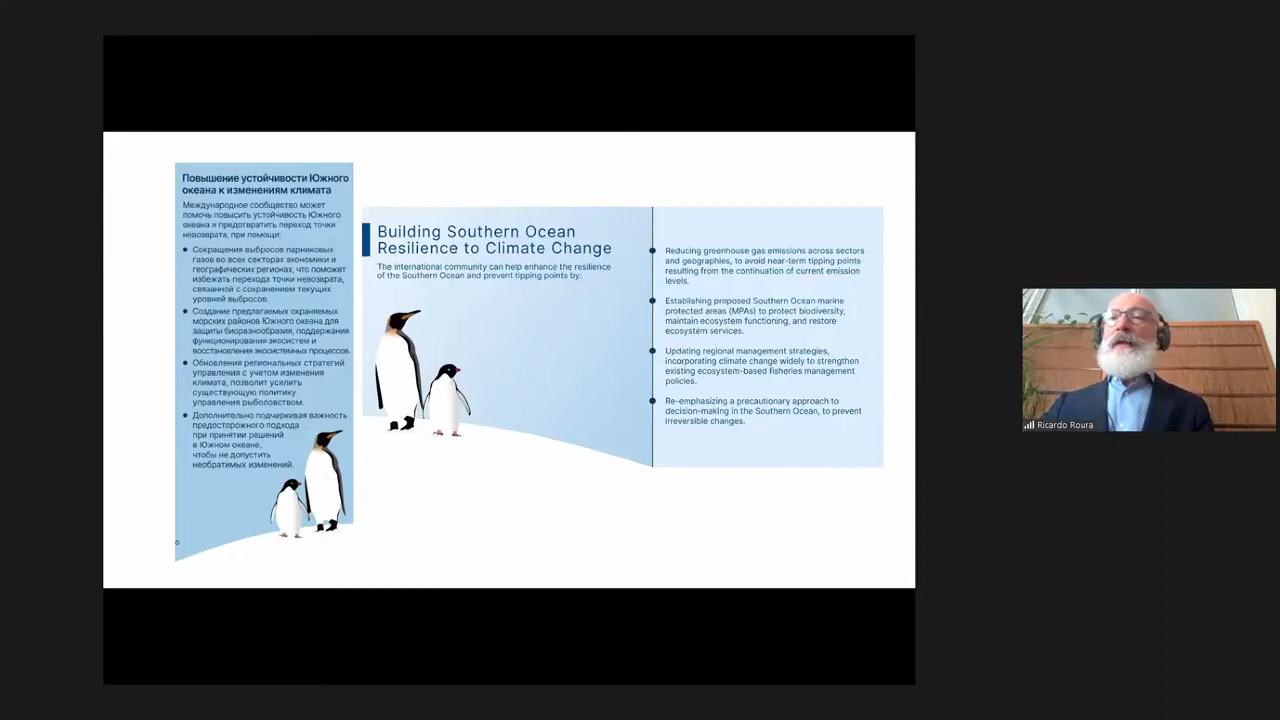 Повышение устойчивости Южного
океана к изменениям климата
Международное сообщество может
помочь повысить устойчивость Южного
океана и предотвратить переход точки
невозврата, при помощи:
Сокращения выбросов парниковых
газов во всех секторах экономики и
географических регионах, что поможет
избежать перехода точки невозврата,
связанной с сохранением текущих
уровней выбросов.
Создание предлагаемых охраняемых
морских районов Южного океана для
защиты биоразнообразия, поддержания
функционирования экосистем и
восстановления экосистемных процессов.
Обновления региональных стратегий
управления с учетом изменения
климата, позволит усилить
существующую политику
управления рыболовством.
Дополнительно подчеркивая важность
предосторожного подхода
при принятии решений
в Южном океане,
чтобы не допустить
необратимых изменений.
Building Southern Ocean
Resilience to Climate Change
The international community can help enhance the resilience
of the Southern Ocean and prevent tipping points by:
Reducing greenhouse gas emissions across sectors
and geographies, to avoid near-term tipping points
resulting from the continuation of current emission
levels.
Establishing proposed Southern Ocean marine
protected areas (MPAs) to protect biodiversity,
maintain ecosystem functioning, and restore
ecosystem services.
Updating regional management strategies,
incorporating climate change widely to strengthen
existing ecosystem-based fisheries management
policies.
Re-emphasizing a precautionary approach to
decision-making in the Southern Ocean, to prevent
irreversible changes.
Ricardo Roura